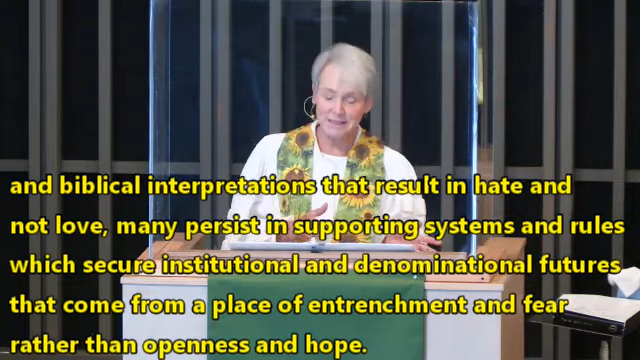 and biblical interpretations that result in hate and
not love, many persist in supporting systems and rules
which secure institutional and denominational futures
that come from a place of entrenchment and fear
rather than openness and hope.